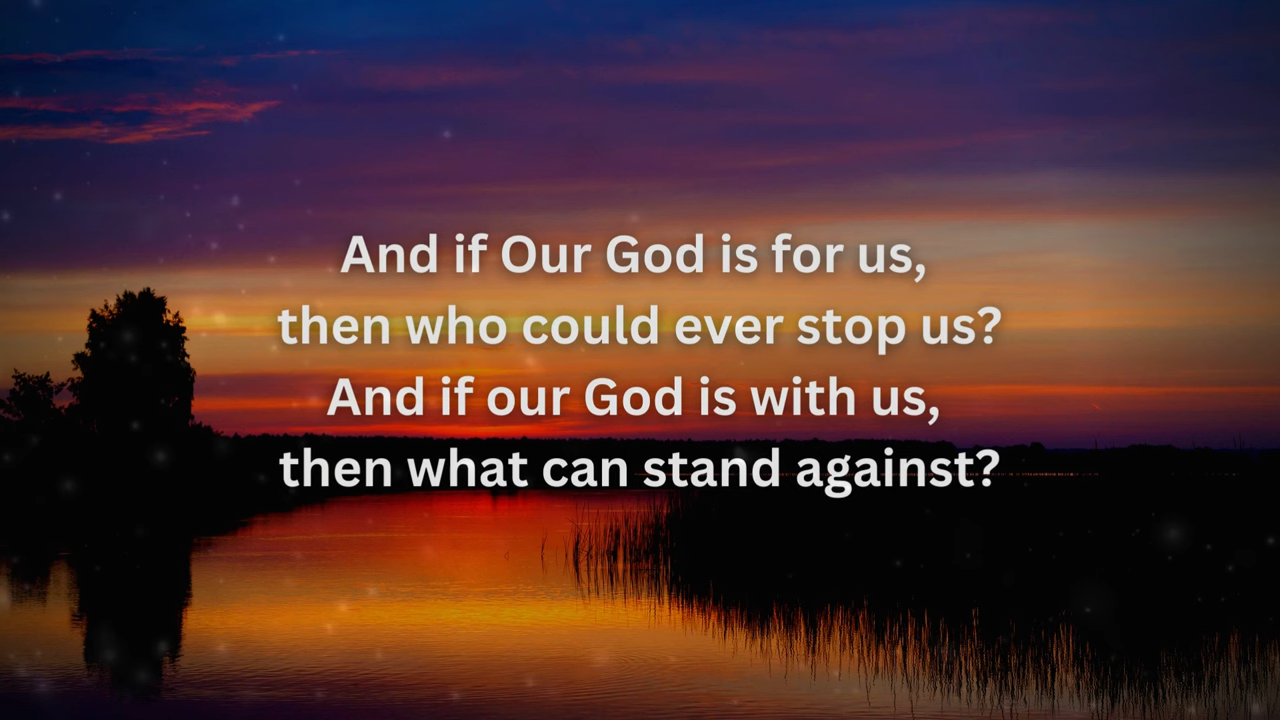 And if Our God is for us,
then who could ever stop us?
And if our God is with us,
then what can stand against?